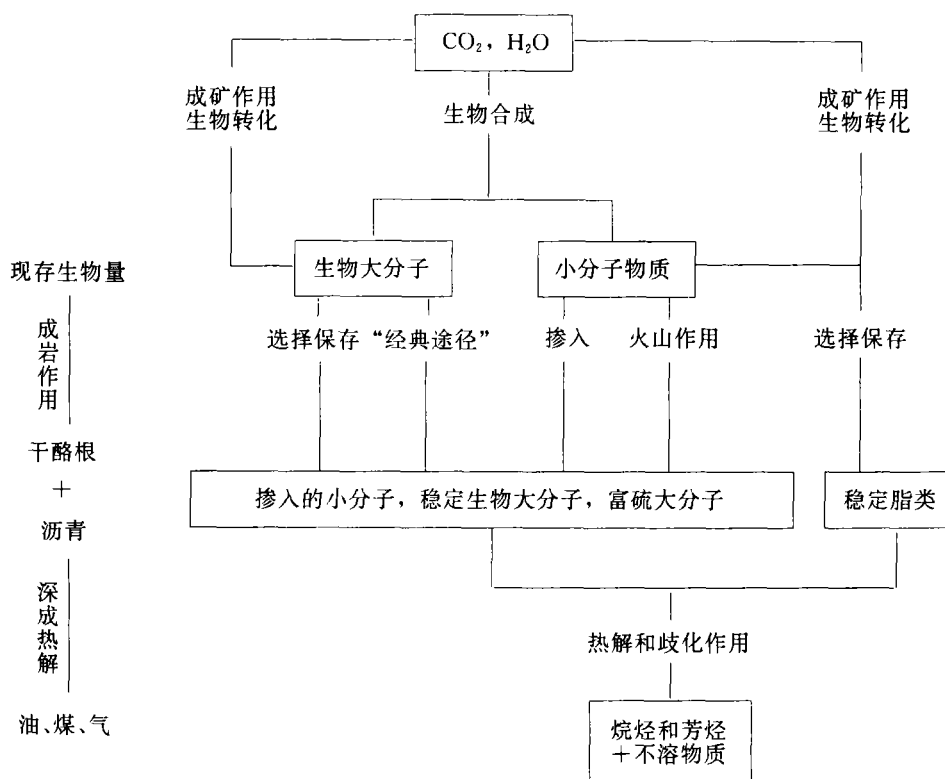 CO₂，H₂O
成矿作用
生物转化
生物合成
成矿作用
生物转化
现存生物量
生物大分子
小分子物质
成岩作用
选择保存
“经典途径”
掺入
火山作用
选择保存
干酪根
+
沥青
掺入的小分子，稳定生物大分子，富硫大分子
稳定脂类
深成热解
热解和歧化作用
油、煤、气
烷烃和芳烃
+不溶物质